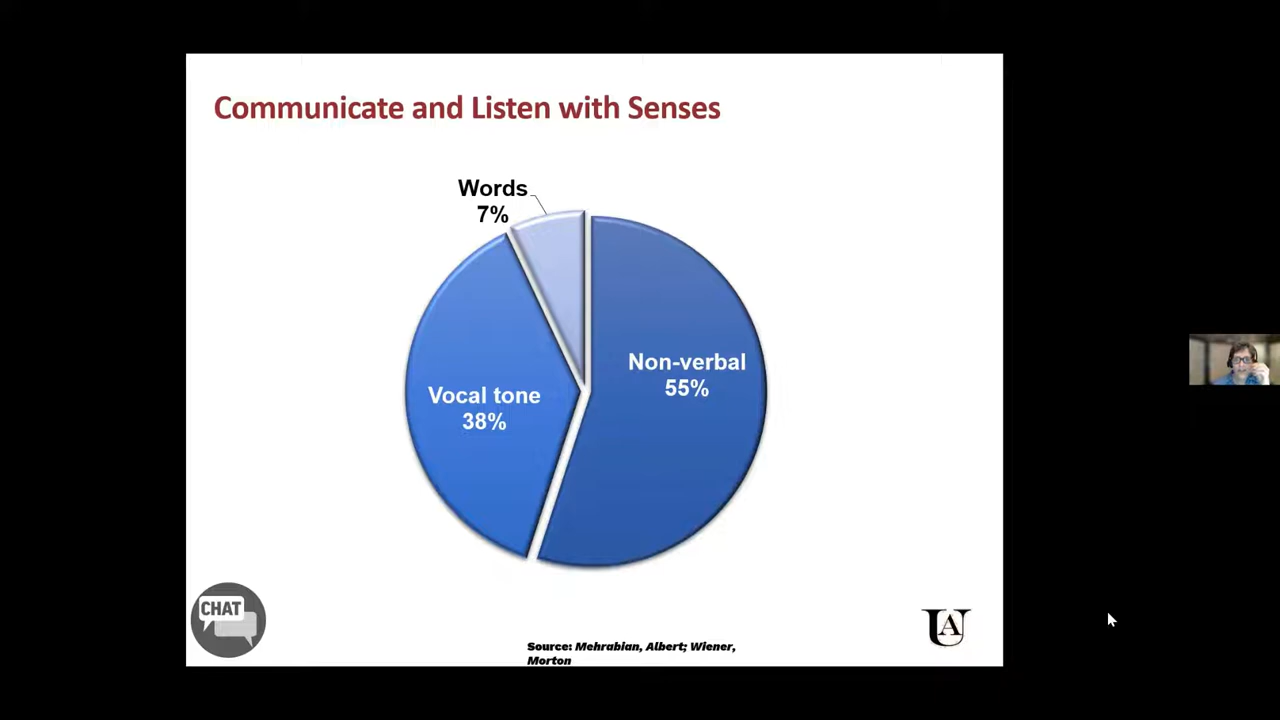 Communicate and Listen with Senses
Words
7%
Non-verbal
55%
Vocal tone
38%
CHAT
UA
Source: Mehrabian, Albert; Wiener,
Morton